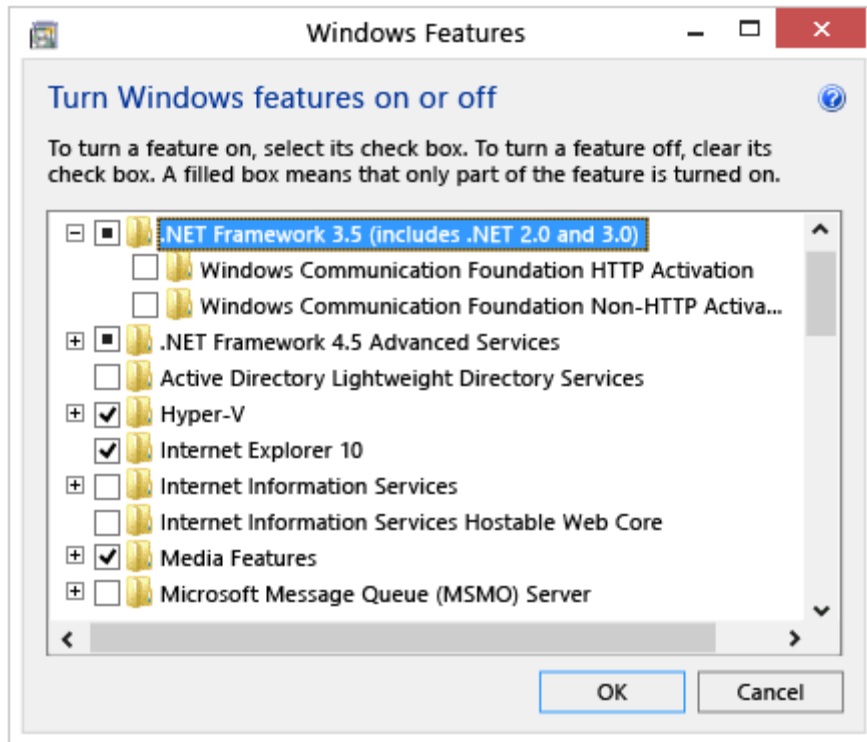 Windows Features
Turn Windows features on or off
To turn a feature on, select its check box. To turn a feature off, clear its
check box. A filled box means that only part of the feature is turned on.
.NET Framework 3.5 (includes .NET 2.0 and 3.0)
Windows Communication Foundation HTTP Activation
Windows Communication Foundation Non-HTTP Activa...
.NET Framework 4.5 Advanced Services
Active Directory Lightweight Directory Services
Hyper-V
Internet Explorer 10
Internet Information Services
Internet Information Services Hostable Web Core
Media Features
Microsoft Message Queue (MSMO) Server
OK Cancel